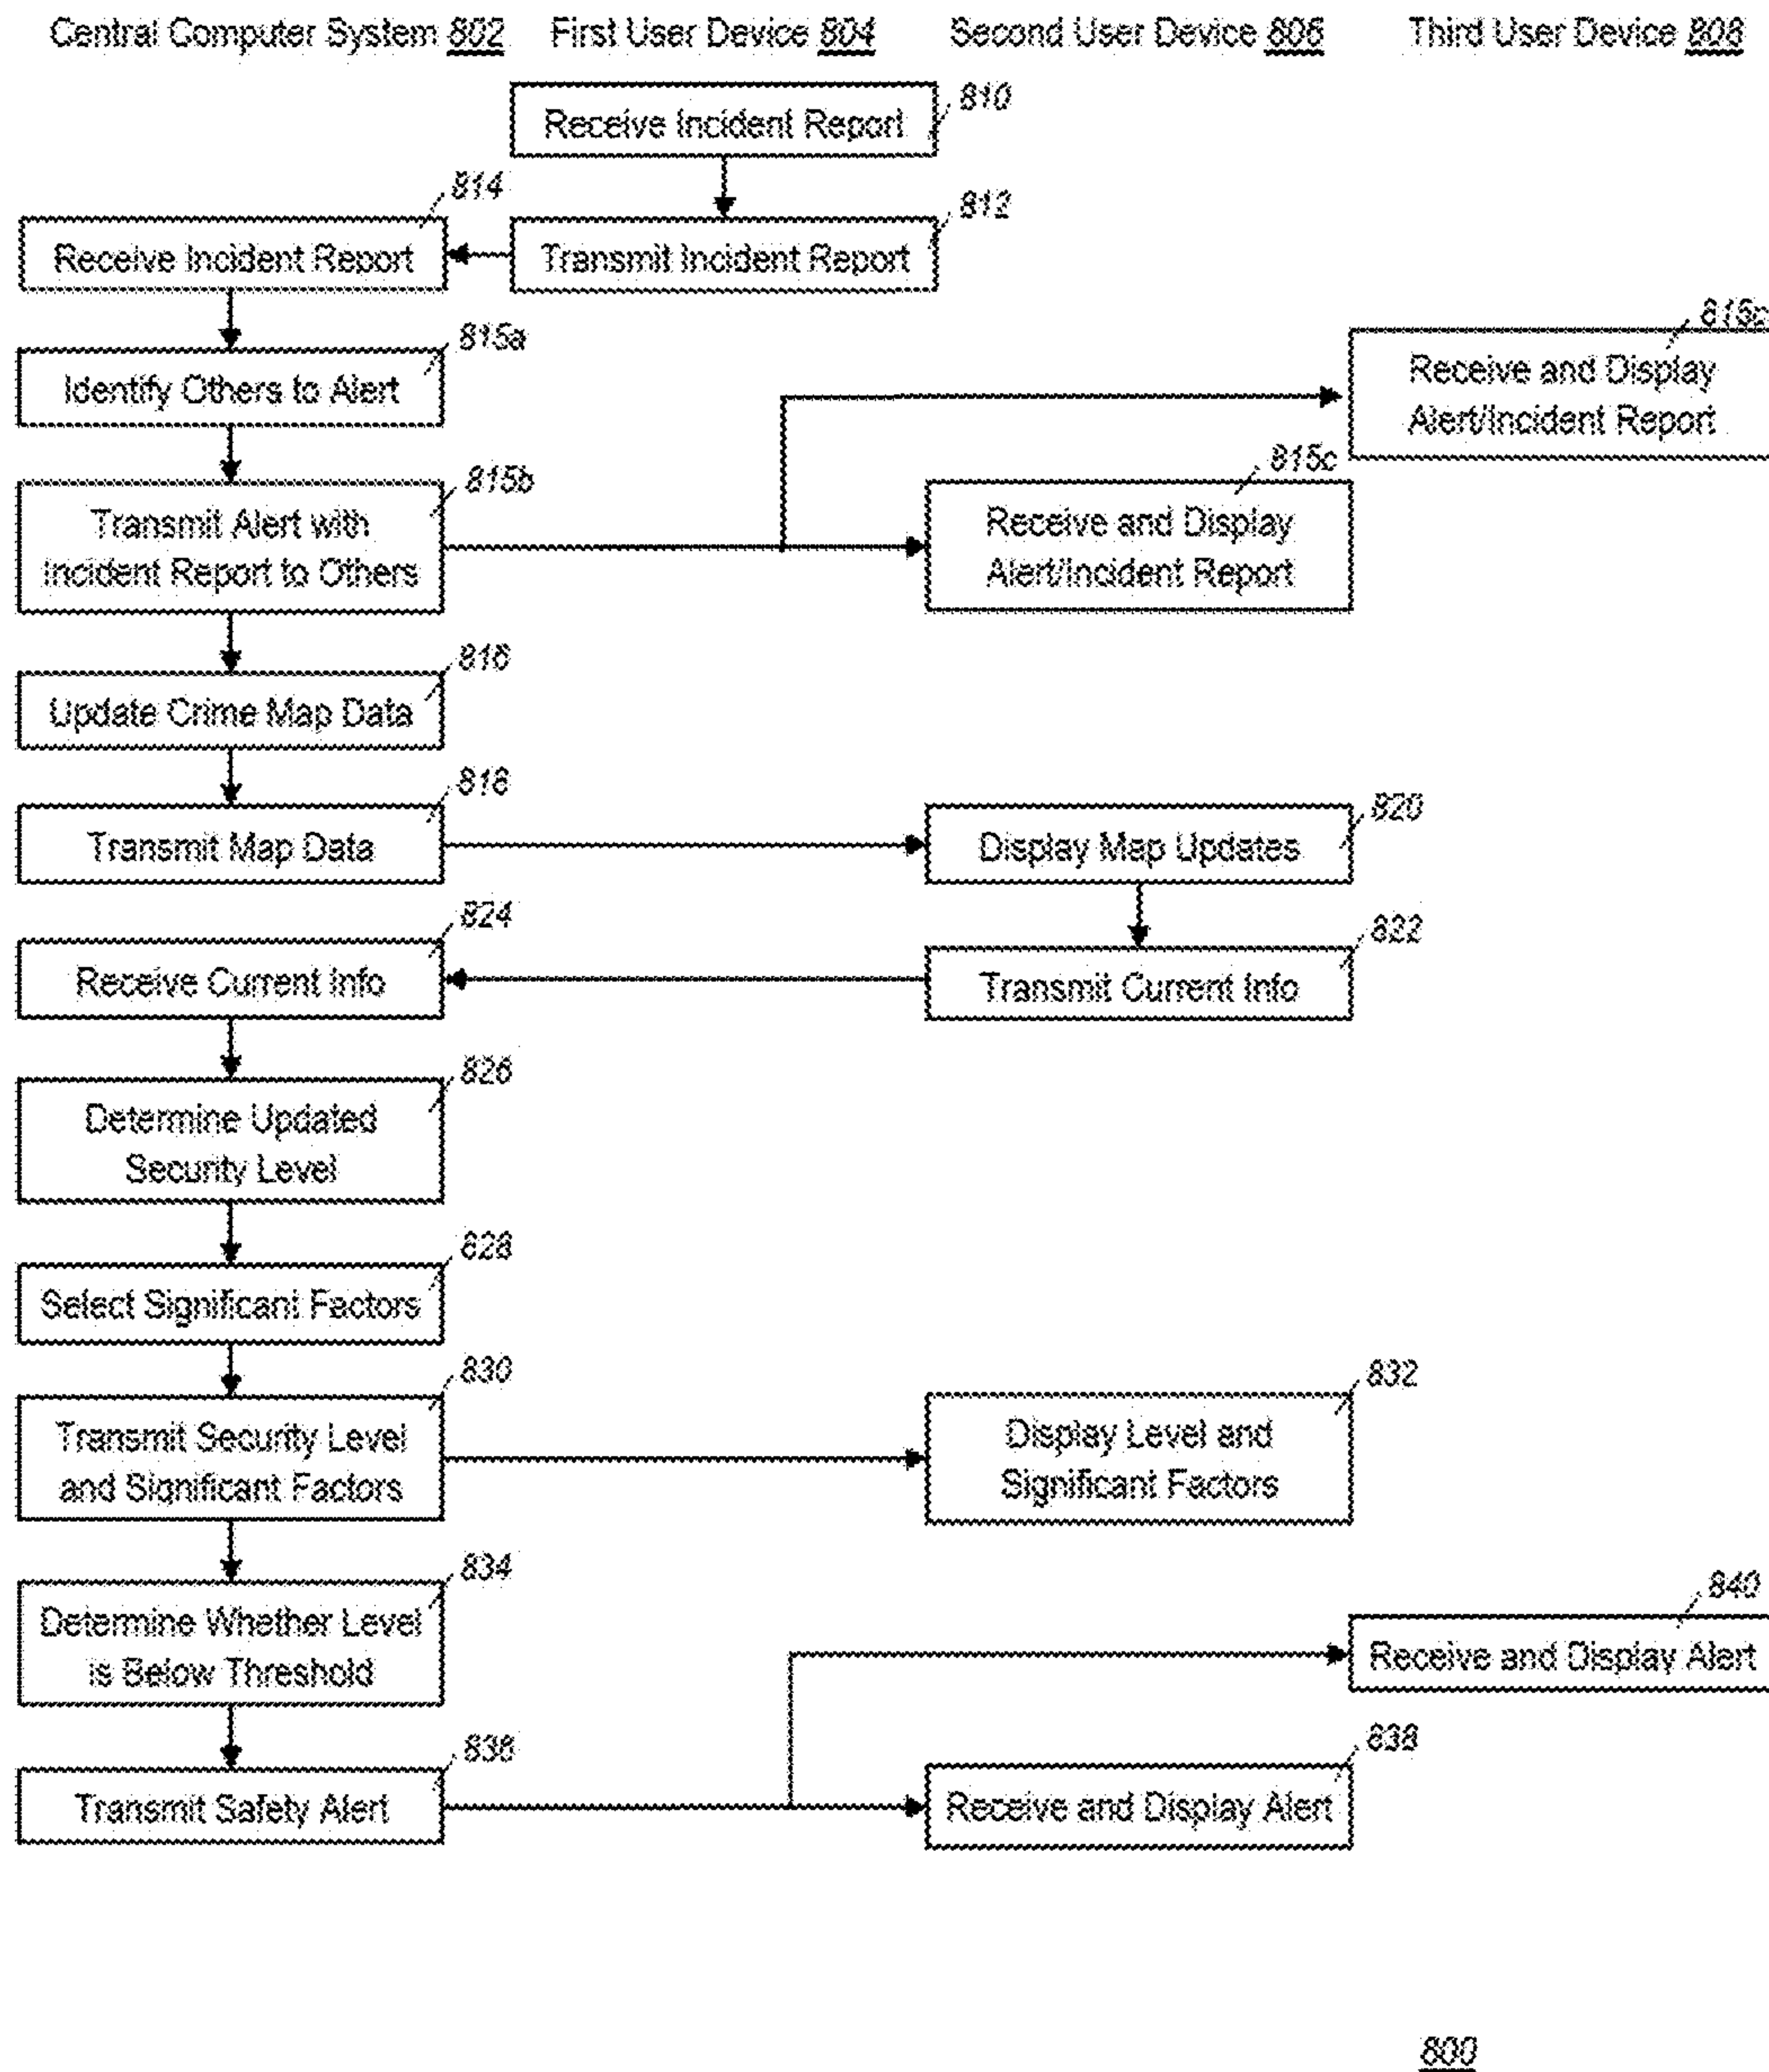 Central Computer System 802 First User Device 804 Second User Device 806 Third User Device 808
Receive Incident Report
810
814
812
Receive Incident Report
Transmit Incident Report
815a
Identify Others to Alert
Receive and Display
Alert/Incident Report
815b
815c
Transmit Alert with
Incident Report to Others
Receive and Display
Alert/Incident Report
816
Update Crime Map Data
818
Transmit Map Data
Display Map Updates
820
824
Receive Current Info
822
Transmit Current Info
826
Determine Updated
Security Level
828
Select Significant Factors
830
Transmit Security Level
and Significant Factors
832
Display Level and
Significant Factors
834
Determine Whether Level
is Below Threshold
840
Receive and Display Alert
836
Transmit Safety Alert
838
Receive and Display Alert
800